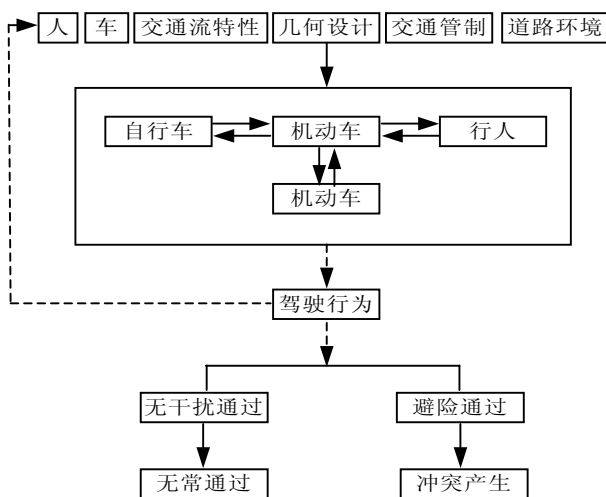 人 车 交通流特性 几何设计 交通管制 道路环境
自行车 机动车 行人
机动车
驾驶行为
无干扰通过 避险通过
无常通过 冲突产生